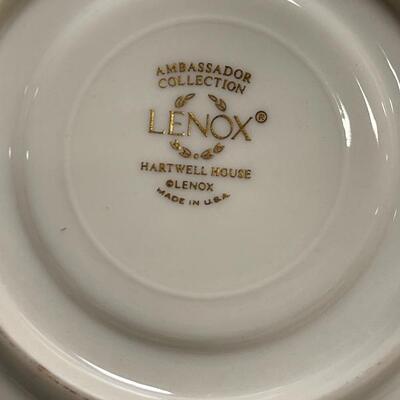 AMBASSADOR
COLLECTION
LENOX®
HARTWELL HOUSE
©LENOX
MADE IN U.S.A.